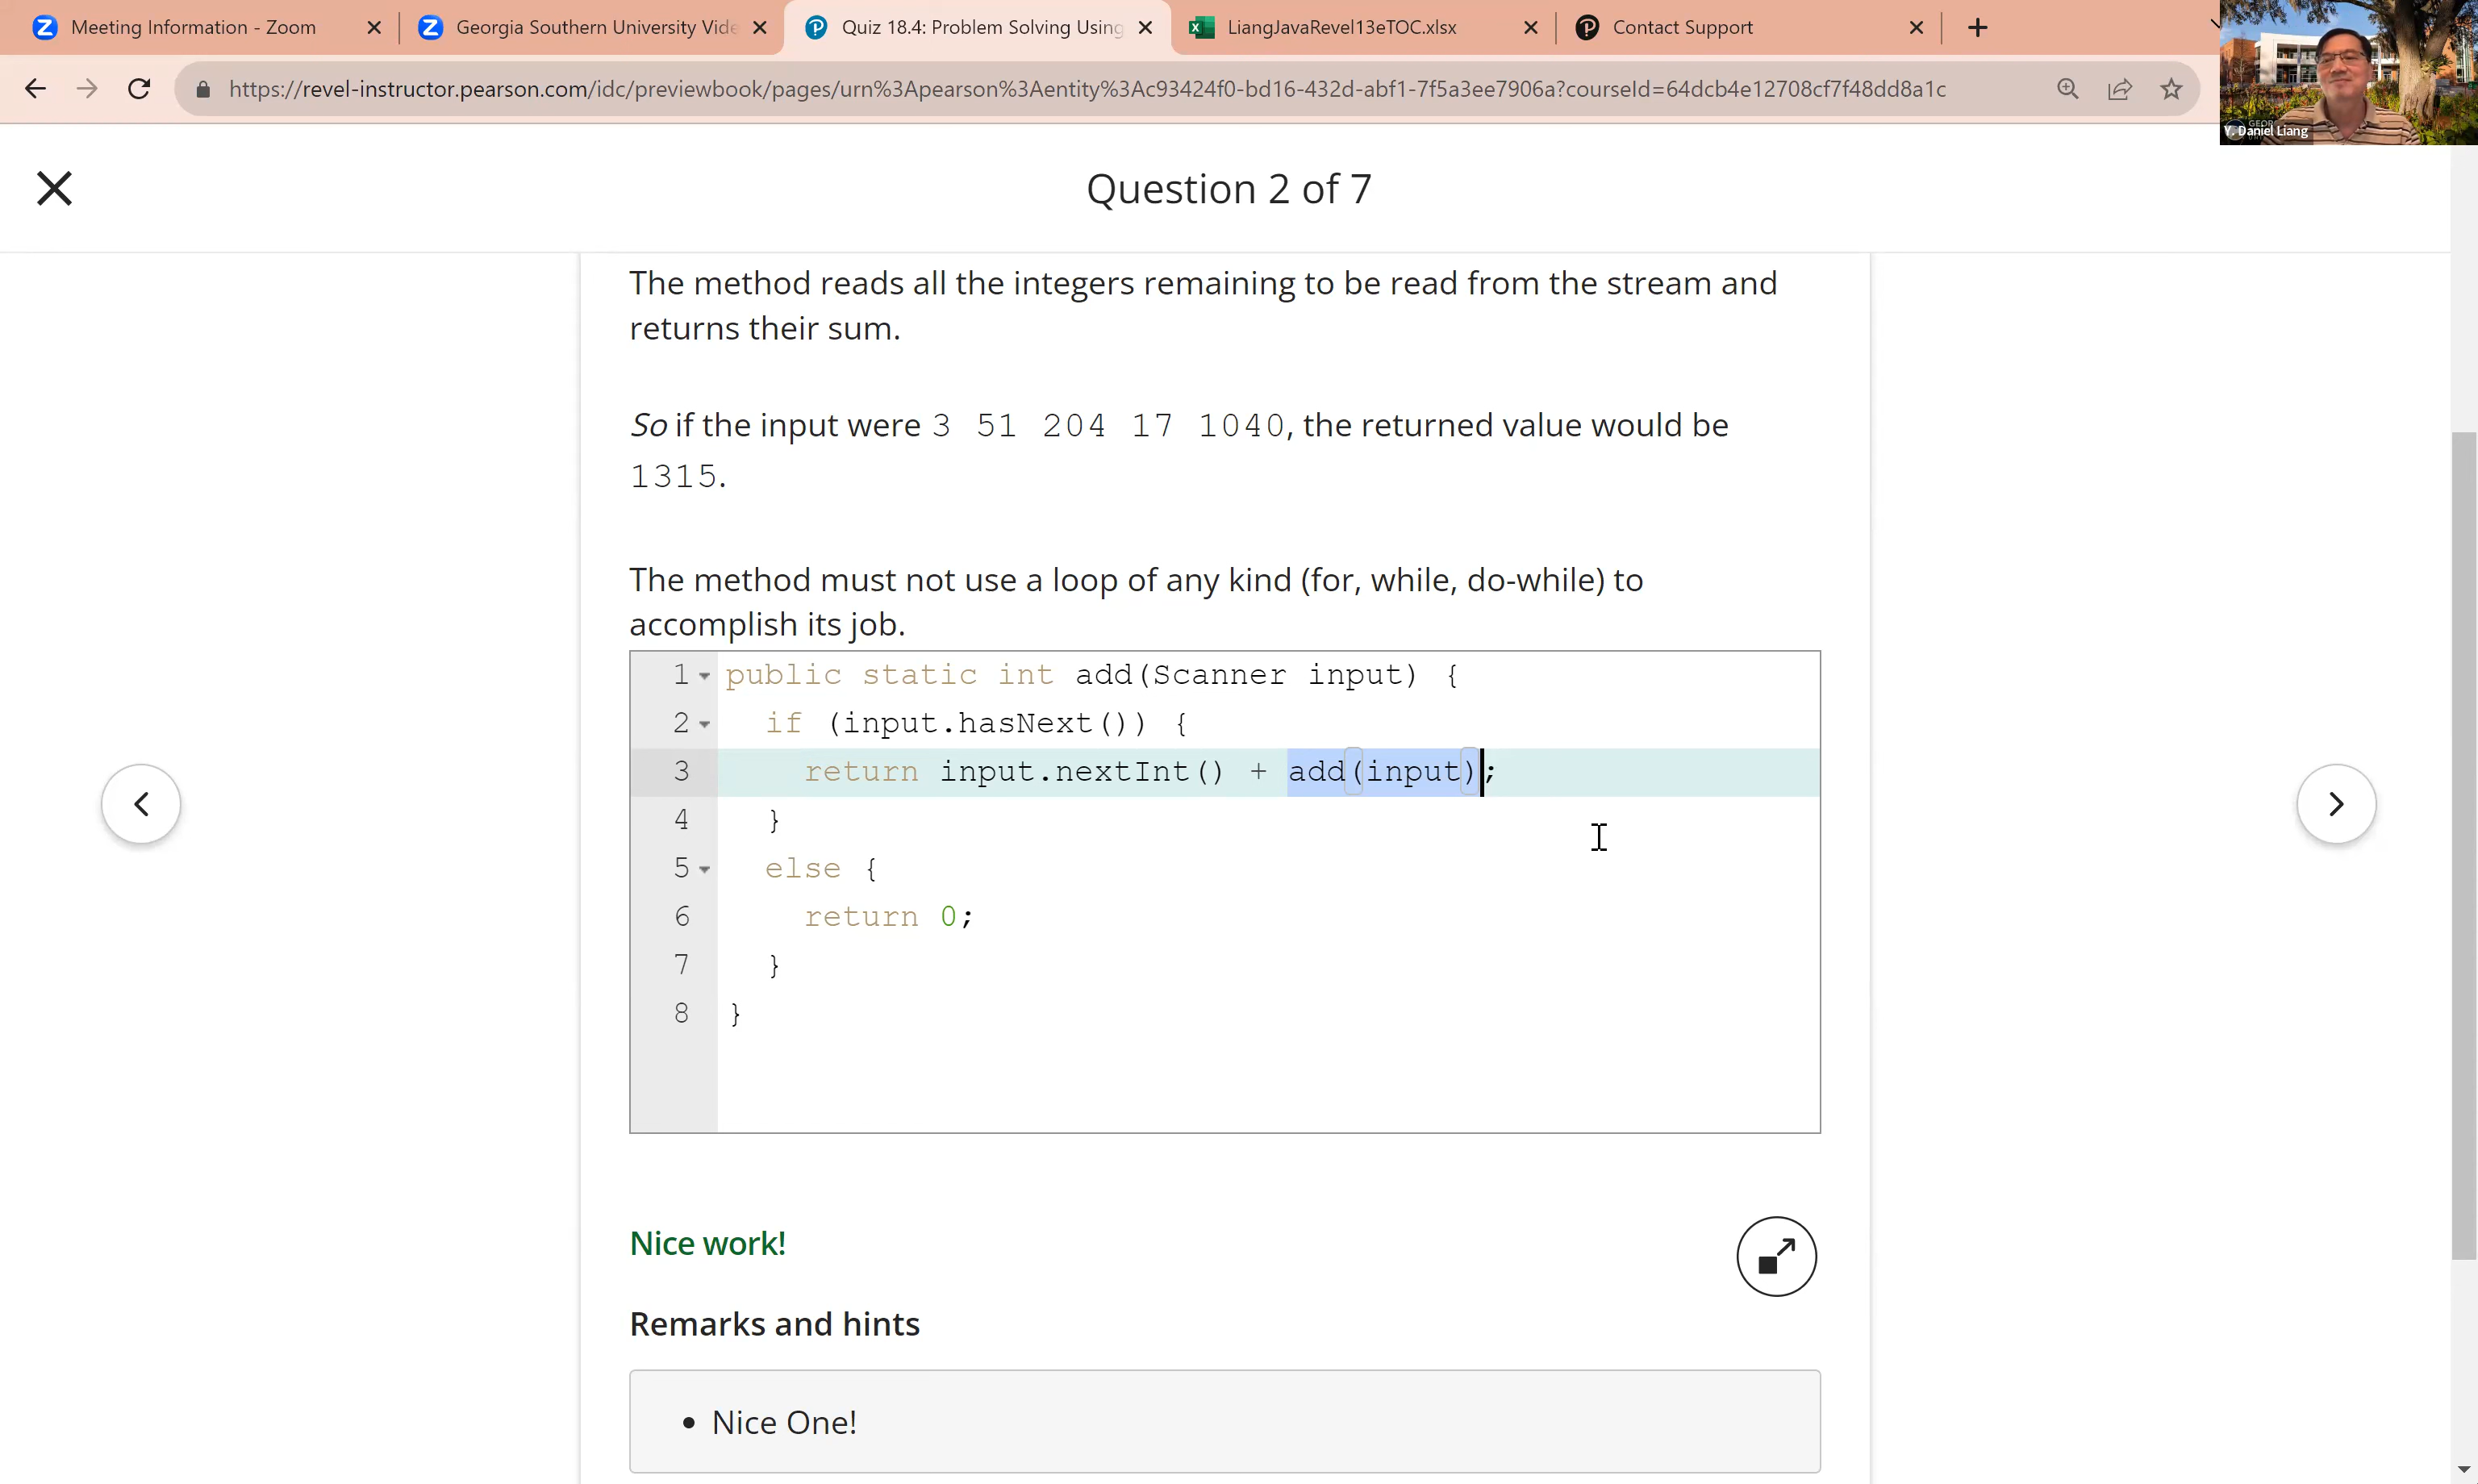 Meeting Information - Zoom
Georgia Southern University Vide
Quiz 18.4: Problem Solving Using
LiangJavaRevel13eTOC.xlsx
Contact Support
https://revel-instructor.pearson.com/idc/previewbook/pages/urn%3Apearson%3Aentity%3Ac93424f0-bd16-432d-abf1-7f5a3ee7906a?courseId=64dcb4e12708cf7f48dd8a1c
Y. Daniel Liang
Question 2 of 7
The method reads all the integers remaining to be read from the stream and
returns their sum.
So if the input were 3 51 204 17 1040, the returned value would be
1315.
The method must not use a loop of any kind (for, while, do-while) to
accomplish its job.
1 public static int add(Scanner input) {
2 if (input.hasNext()) {
3 return input.nextInt() + add(input);
4 }
5 else {
6 return 0;
7 }
8 }
Nice work!
Remarks and hints
• Nice One!